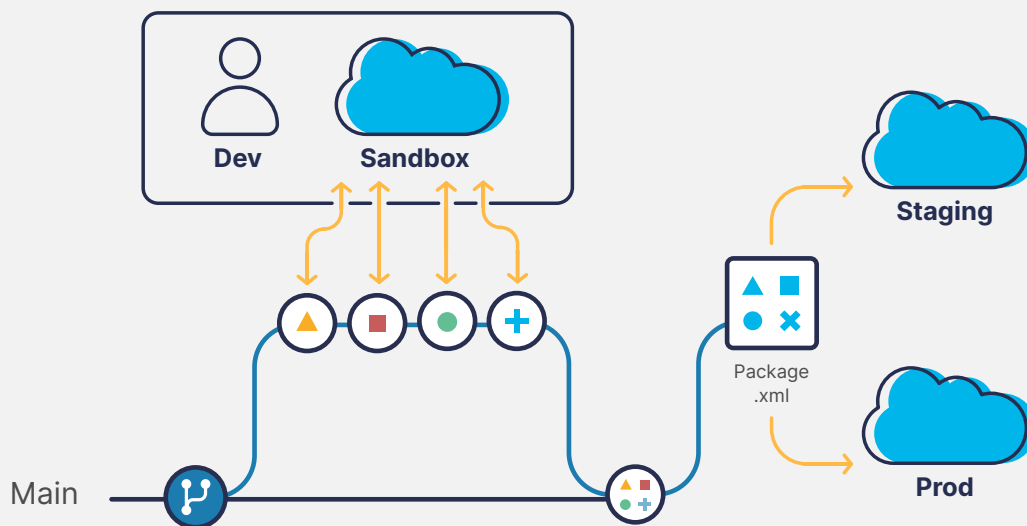 Dev
Sandbox
Staging
Package
.xml
Prod
Main